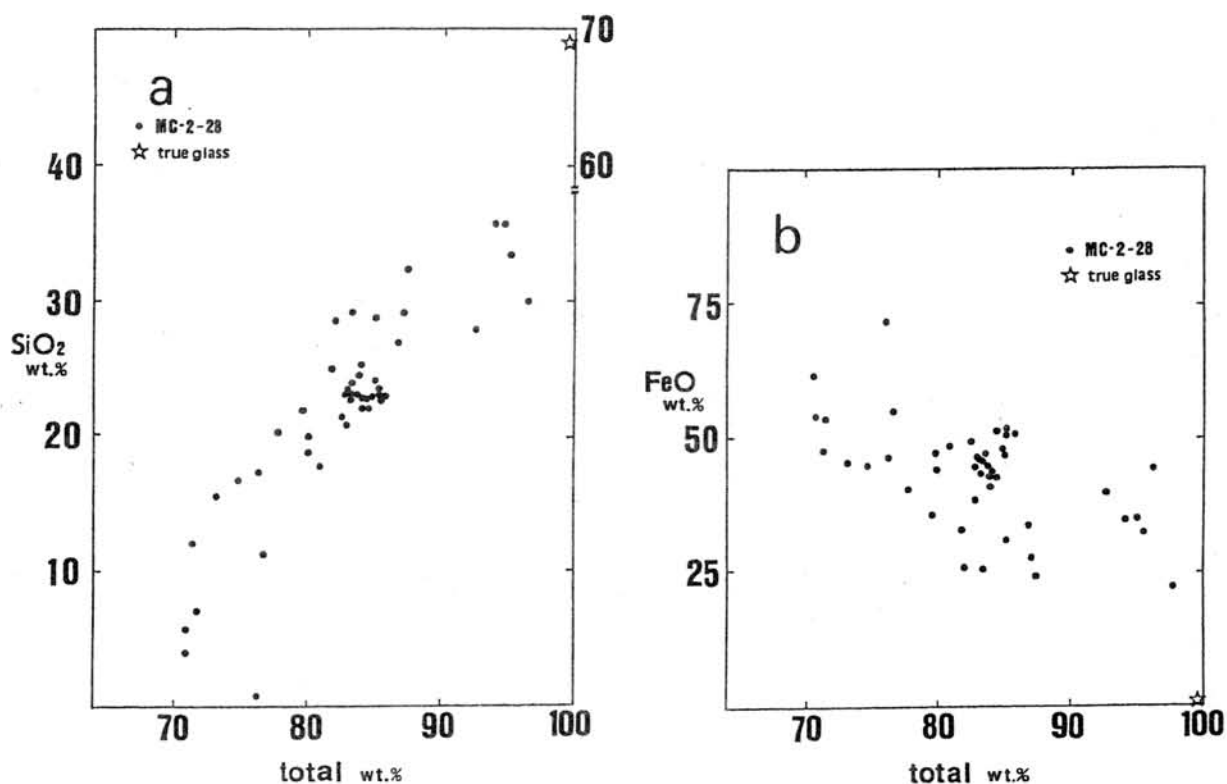 70
a
• MC-2-28
☆ true glass
40
60
30
SiO₂
wt.%
20
10
70 80 90 100
total wt.%
b
• MC-2-28
☆ true glass
75
FeO
wt.%
50
25
70 80 90 100
total wt.%